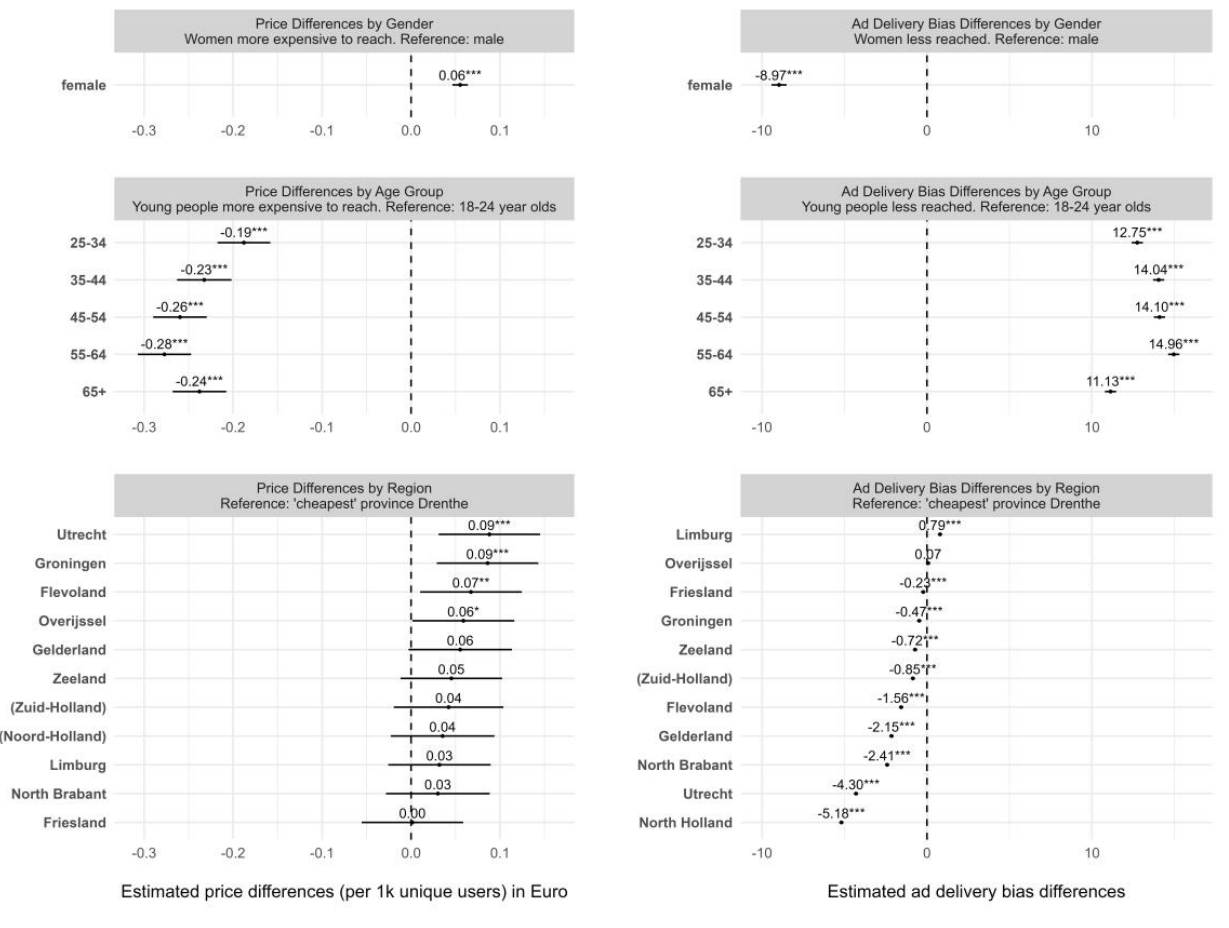 Price Differences by Gender
Women more expensive to reach. Reference: male
0.06***
female
-0.3 -0.2 -0.1 0.0 0.1
Ad Delivery Bias Differences by Gender
Women less reached. Reference: male
-8.97***
female
-10 0 10
Price Differences by Age Group
Young people more expensive to reach. Reference: 18-24 year olds
-0.19***
25-34
-0.23***
35-44
-0.26***
45-54
-0.28***
55-64
-0.24***
65+
-0.3 -0.2 -0.1 0.0 0.1
Ad Delivery Bias Differences by Age Group
Young people less reached. Reference: 18-24 year olds
12.75***
25-34
14.04***
35-44
14.10***
45-54
14.96***
55-64
11.13***
65+
-10 0 10
Price Differences by Region
Reference: 'cheapest' province Drenthe
0.09***
Utrecht
0.09***
Groningen
0.07**
Flevoland
0.06*
Overijssel
0.06
Gelderland
0.05
Zeeland
0.04
(Zuid-Holland)
0.04
(Noord-Holland)
0.03
Limburg
0.03
North Brabant
0.00
Friesland
-0.3 -0.2 -0.1 0.0 0.1
Estimated price differences (per 1k unique users) in Euro
Ad Delivery Bias Differences by Region
Reference: 'cheapest' province Drenthe
0.79***
Limburg
0.07
Overijssel
-0.23***
Friesland
-0.47***
Groningen
-0.72***
Zeeland
-0.85***
(Zuid-Holland)
-1.56***
Flevoland
-2.15***
Gelderland
-2.41***
North Brabant
-4.30***
Utrecht
-5.18***
North Holland
-10 0 10
Estimated ad delivery bias differences